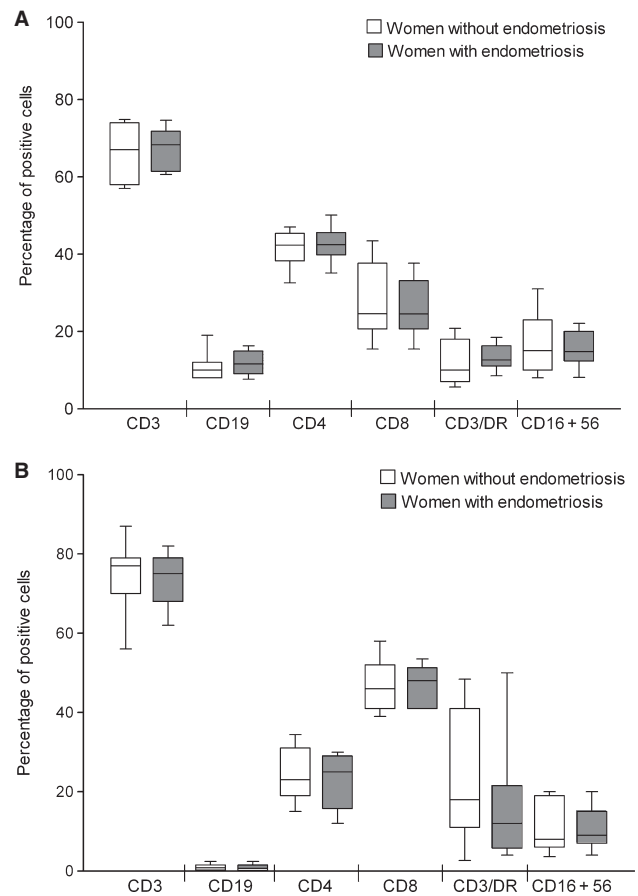 A
100
Women without endometriosis
Women with endometriosis
80
60
40
20
0
Percentage of positive cells
CD3 CD19 CD4 CD8 CD3/DR CD16 + 56
B
100
Women without endometriosis
Women with endometriosis
80
60
40
20
0
Percentage of positive cells
CD3 CD19 CD4 CD8 CD3/DR CD16 + 56